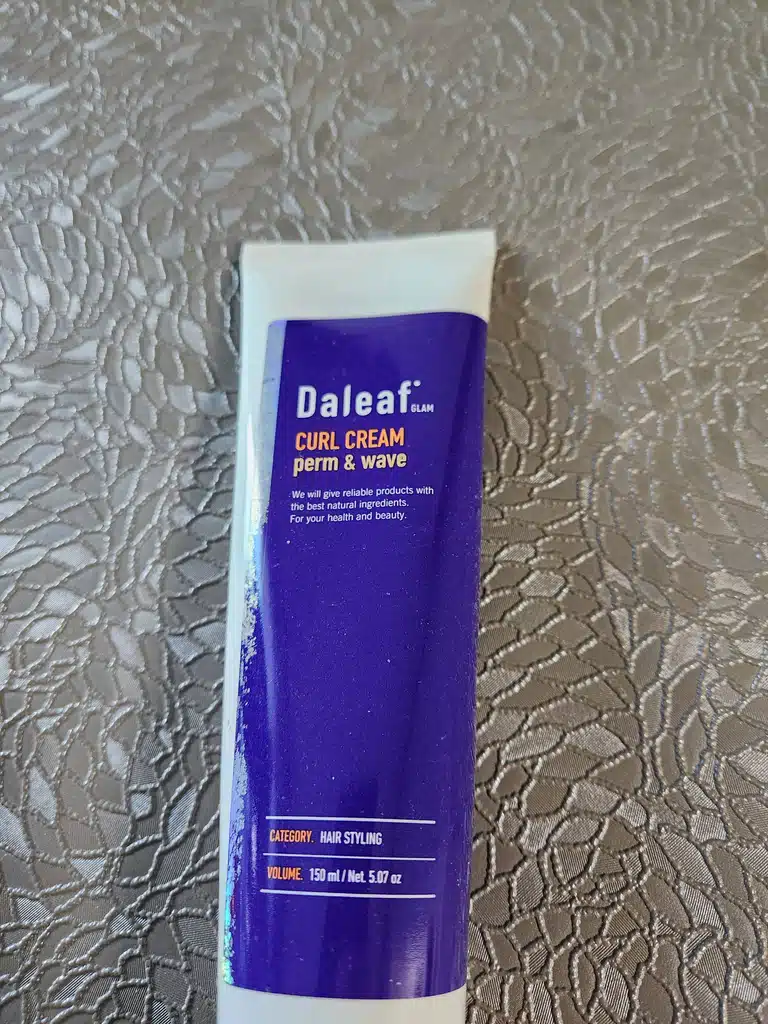 Daleaf GLAM
CURL CREAM
perm & wave
We will give reliable products with
the best natural ingredients.
For your health and beauty.
CATEGORY. HAIR STYLING
VOLUME. 150 ml / Net. 5.07 oz